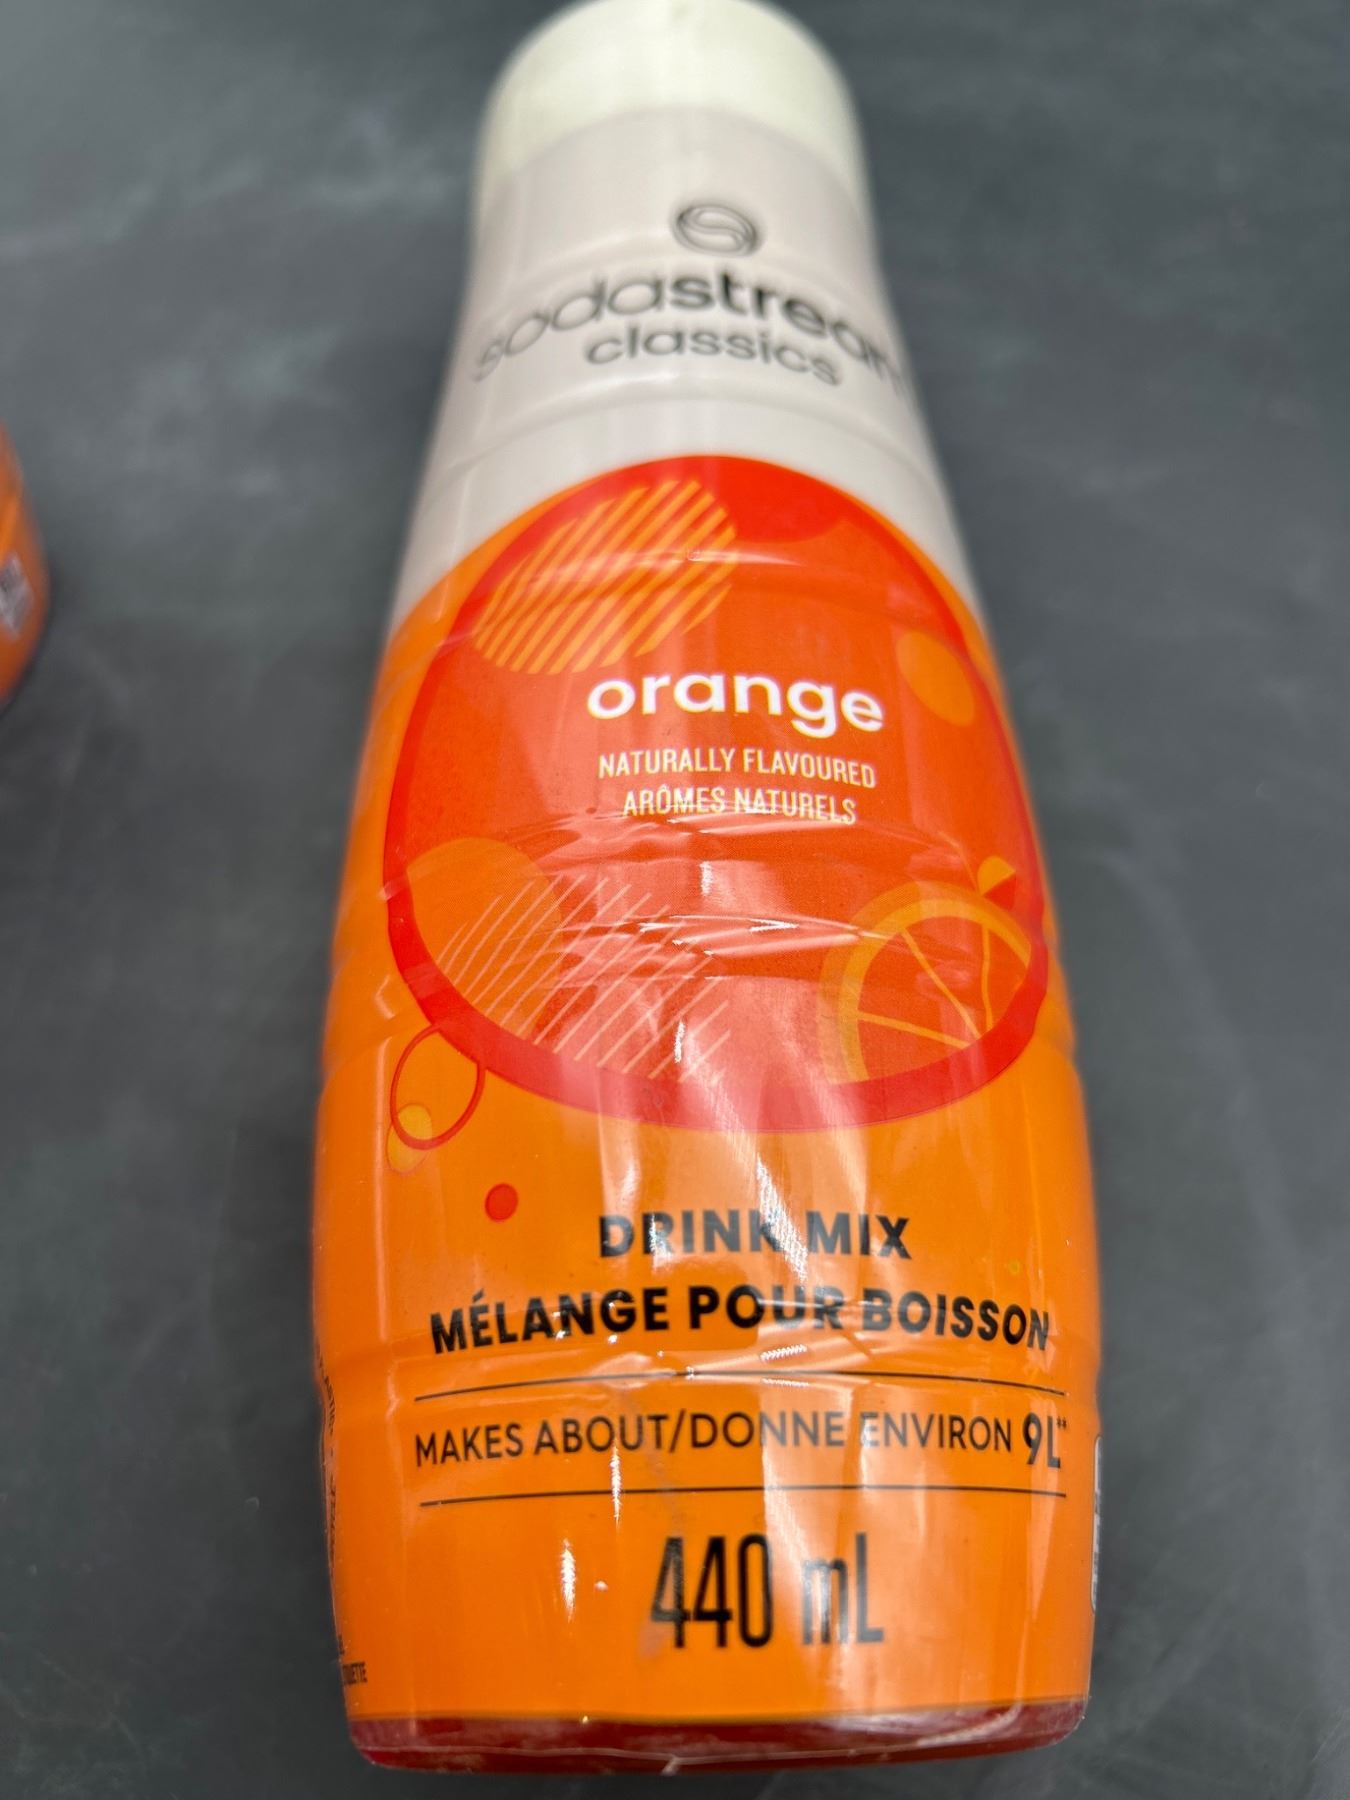 sodastream
classics
orange
NATURALLY FLAVOURED
ARÔMES NATURELS
DRINK MIX
MÉLANGE POUR BOISSON
MAKES ABOUT/DONNE ENVIRON 9L**
440 mL